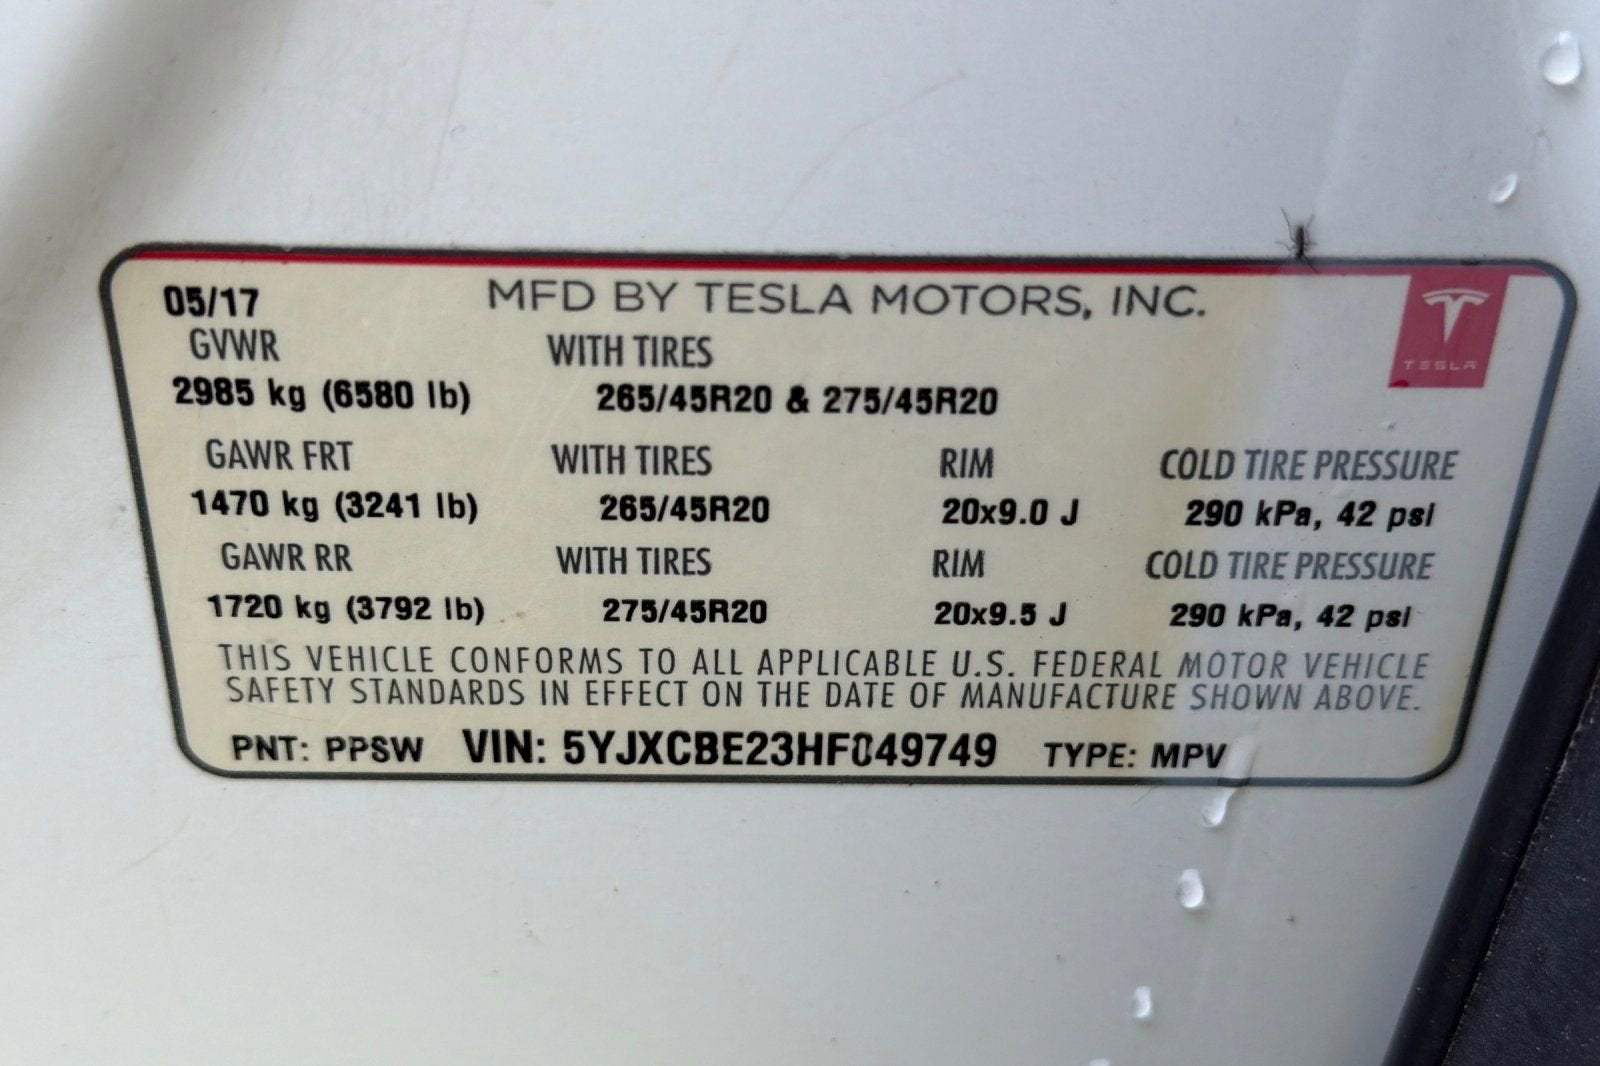 05/17 MFD BY TESLA MOTORS, INC.
TESLA
GVWR WITH TIRES
2985 kg (6580 lb) 265/45R20 & 275/45R20
GAWR FRT WITH TIRES RIM COLD TIRE PRESSURE
1470 kg (3241 lb) 265/45R20 20x9.0 J 290 kPa, 42 psi
GAWR RR WITH TIRES RIM COLD TIRE PRESSURE
1720 kg (3792 lb) 275/45R20 20x9.5 J 290 kPa, 42 psi
THIS VEHICLE CONFORMS TO ALL APPLICABLE U.S. FEDERAL MOTOR VEHICLE
SAFETY STANDARDS IN EFFECT ON THE DATE OF MANUFACTURE SHOWN ABOVE.
PNT: PPSW VIN: 5YJXCBE23HF049749 TYPE: MPV